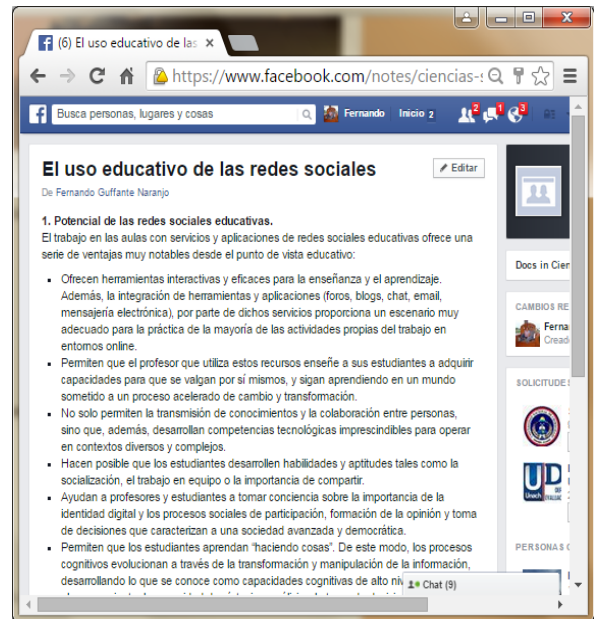 (6) El uso educativo de las
https://www.facebook.com/notes/ciencias-s
Busca personas, lugares y cosas
Fernando
Inicio 2
2
1
3
El uso educativo de las redes sociales
Editar
De Fernando Guffante Naranjo
1. Potencial de las redes sociales educativas.
El trabajo en las aulas con servicios y aplicaciones de redes sociales educativas ofrece una
serie de ventajas muy notables desde el punto de vista educativo:
Ofrecen herramientas interactivas y eficaces para la enseñanza y el aprendizaje.
Además, la integración de herramientas y aplicaciones (foros, blogs, chat, email,
mensajería electrónica), por parte de dichos servicios proporciona un escenario muy
adecuado para la práctica de la mayoría de las actividades propias del trabajo en
entornos online.
Permiten que el profesor que utiliza estos recursos enseñe a sus estudiantes a adquirir
capacidades para que se valgan por sí mismos, y sigan aprendiendo en un mundo
sometido a un proceso acelerado de cambio y transformación.
No solo permiten la transmisión de conocimientos y la colaboración entre personas,
sino que, además, desarrollan competencias tecnológicas imprescindibles para operar
en contextos diversos y complejos.
Hacen posible que los estudiantes desarrollen habilidades y aptitudes tales como la
socialización, el trabajo en equipo o la importancia de compartir.
Ayudan a profesores y estudiantes a tomar conciencia sobre la importancia de la
identidad digital y los procesos sociales de participación, formación de la opinión y toma
de decisiones que caracterizan a una sociedad avanzada y democrática.
Permiten que los estudiantes aprendan "haciendo cosas". De este modo, los procesos
cognitivos evolucionan a través de la transformación y manipulación de la información,
desarrollando lo que se conoce como capacidades cognitivas de alto niv
Chat (9)
Docs in Cien
CAMBIOS RE
Ferna
Creado
SOLICITUDES
Unach
PERSONAS